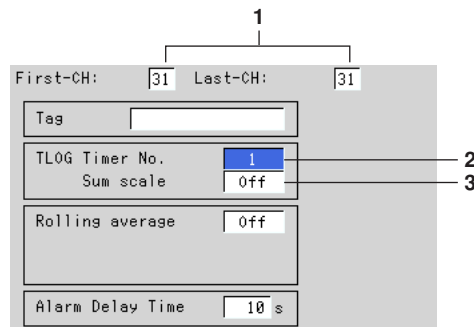 1
First-CH: 31 Last-CH: 31
Tag
TLOG Timer No. 1 2
Sum scale Off 3
Rolling average Off
Alarm Delay Time 10 s